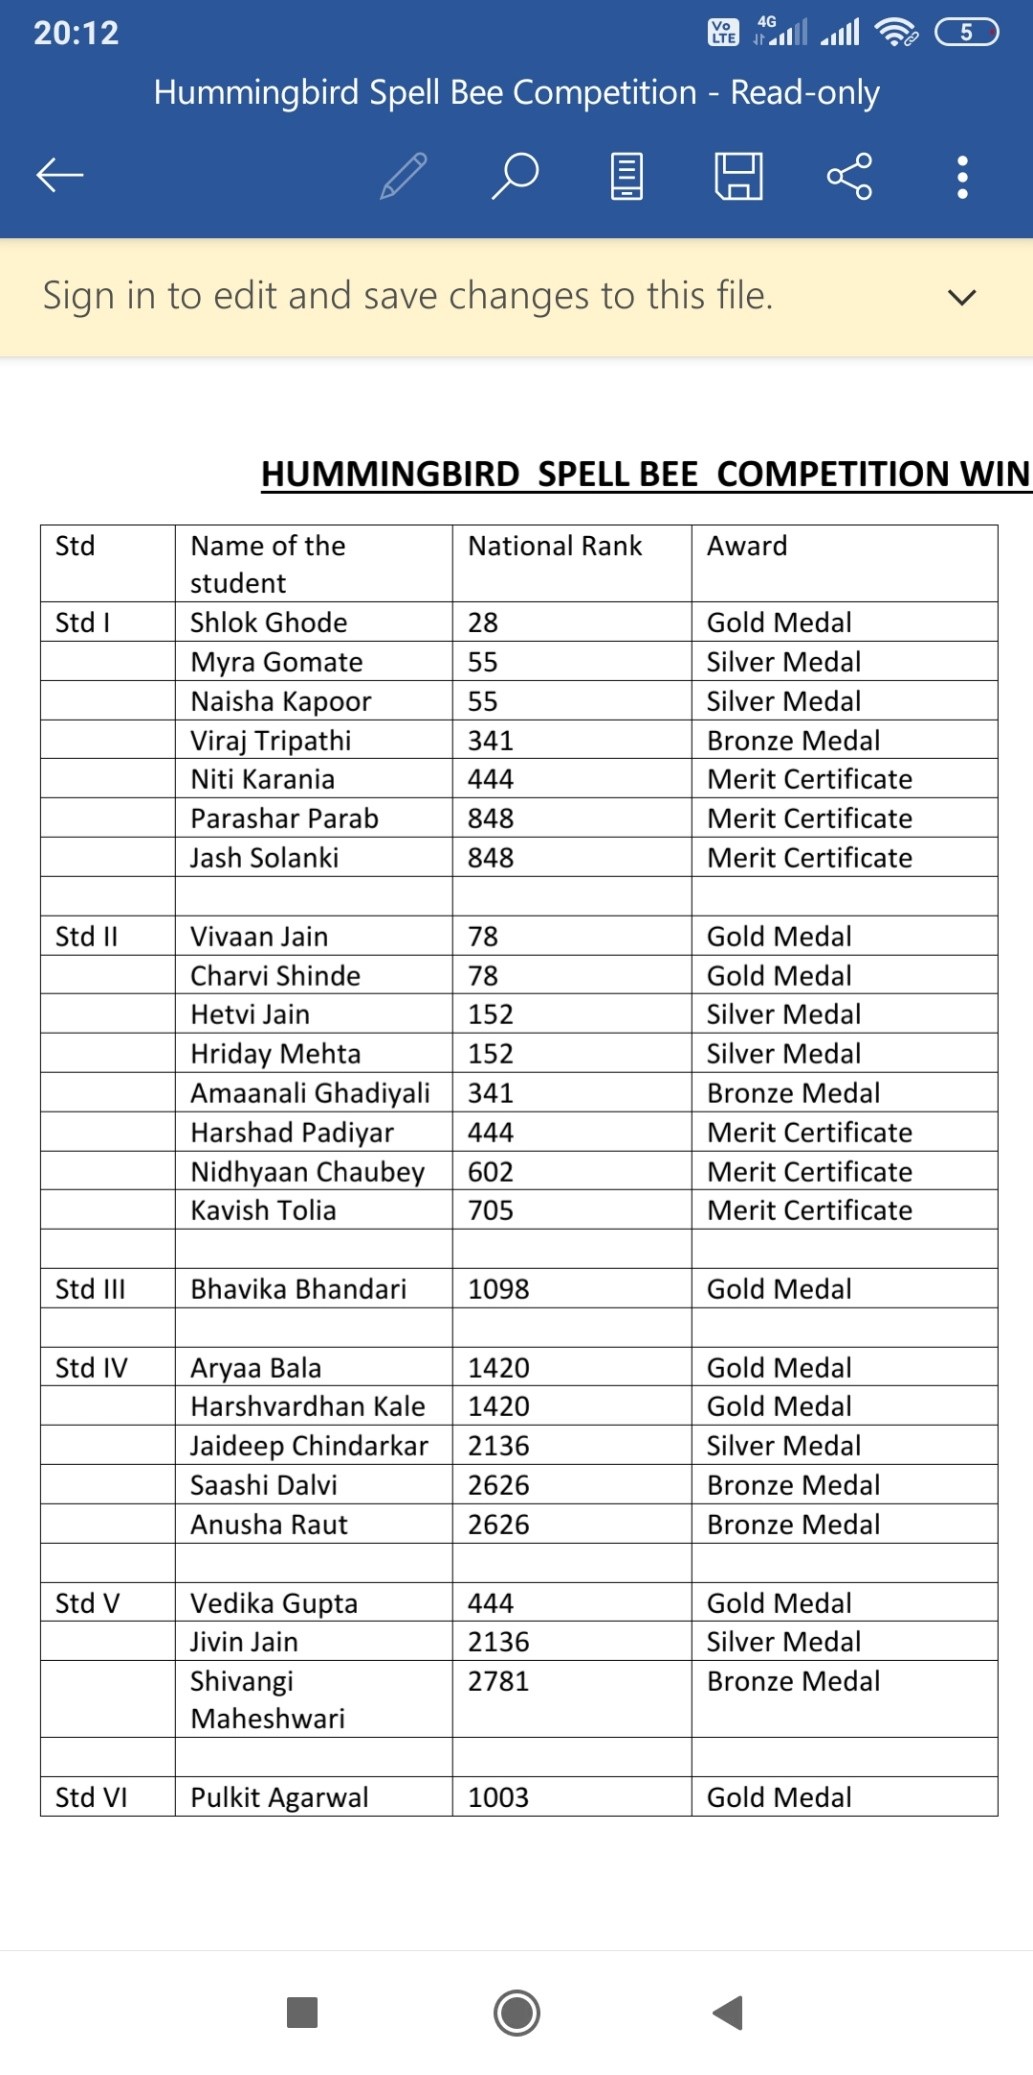 20:12 Vo LTE 4G 5
Hummingbird Spell Bee Competition - Read-only
Sign in to edit and save changes to this file.
HUMMINGBIRD SPELL BEE COMPETITION WIN
Std Name of the National Rank Award
student
Std I Shlok Ghode 28 Gold Medal
Myra Gomate 55 Silver Medal
Naisha Kapoor 55 Silver Medal
Viraj Tripathi 341 Bronze Medal
Niti Karania 444 Merit Certificate
Parashar Parab 848 Merit Certificate
Jash Solanki 848 Merit Certificate
Std II Vivaan Jain 78 Gold Medal
Charvi Shinde 78 Gold Medal
Hetvi Jain 152 Silver Medal
Hriday Mehta 152 Silver Medal
Amaanali Ghadiyali 341 Bronze Medal
Harshad Padiyar 444 Merit Certificate
Nidhyaan Chaubey 602 Merit Certificate
Kavish Tolia 705 Merit Certificate
Std III Bhavika Bhandari 1098 Gold Medal
Std IV Aryaa Bala 1420 Gold Medal
Harshvardhan Kale 1420 Gold Medal
Jaideep Chindarkar 2136 Silver Medal
Saashi Dalvi 2626 Bronze Medal
Anusha Raut 2626 Bronze Medal
Std V Vedika Gupta 444 Gold Medal
Jivin Jain 2136 Silver Medal
Shivangi 2781 Bronze Medal
Maheshwari
Std VI Pulkit Agarwal 1003 Gold Medal